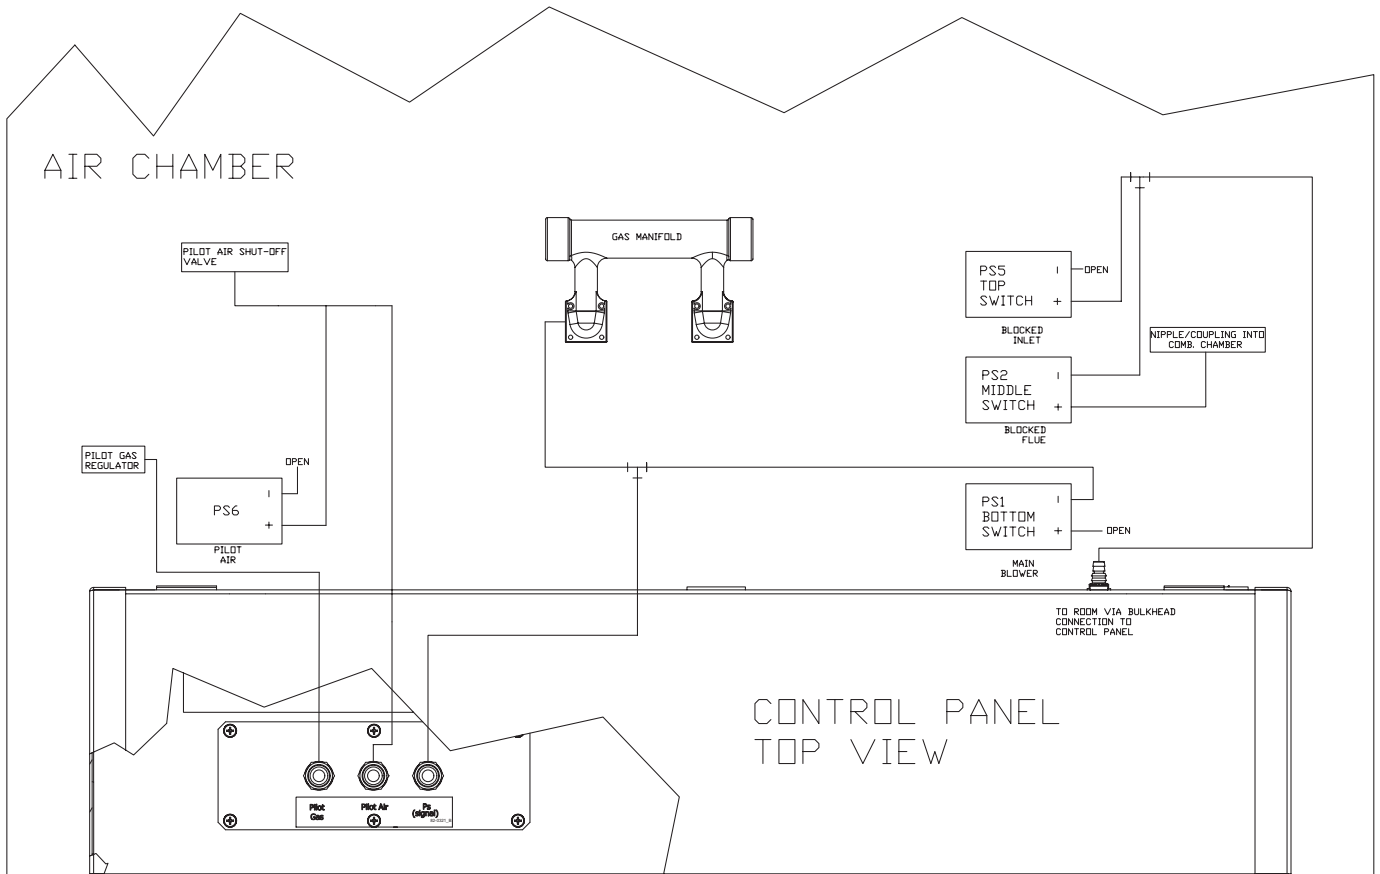 AIR CHAMBER
PILOT AIR SHUT-OFF
VALVE
GAS MANIFOLD
PS5
TOP
SWITCH
-
+
OPEN
BLOCKED
INLET
NIPPLE/COUPLING INTO
COMB. CHAMBER
PS2
MIDDLE
SWITCH
-
+
BLOCKED
FLUE
PILOT GAS
REGULATOR
OPEN
PS6
-
+
PILOT
AIR
PS1
BOTTOM
SWITCH
-
+
OPEN
MAIN
BLOWER
TO ROOM VIA BULKHEAD
CONNECTION TO
CONTROL PANEL
CONTROL PANEL
TOP VIEW
Pilot
Gas
Pilot Air
Ps
(signal)